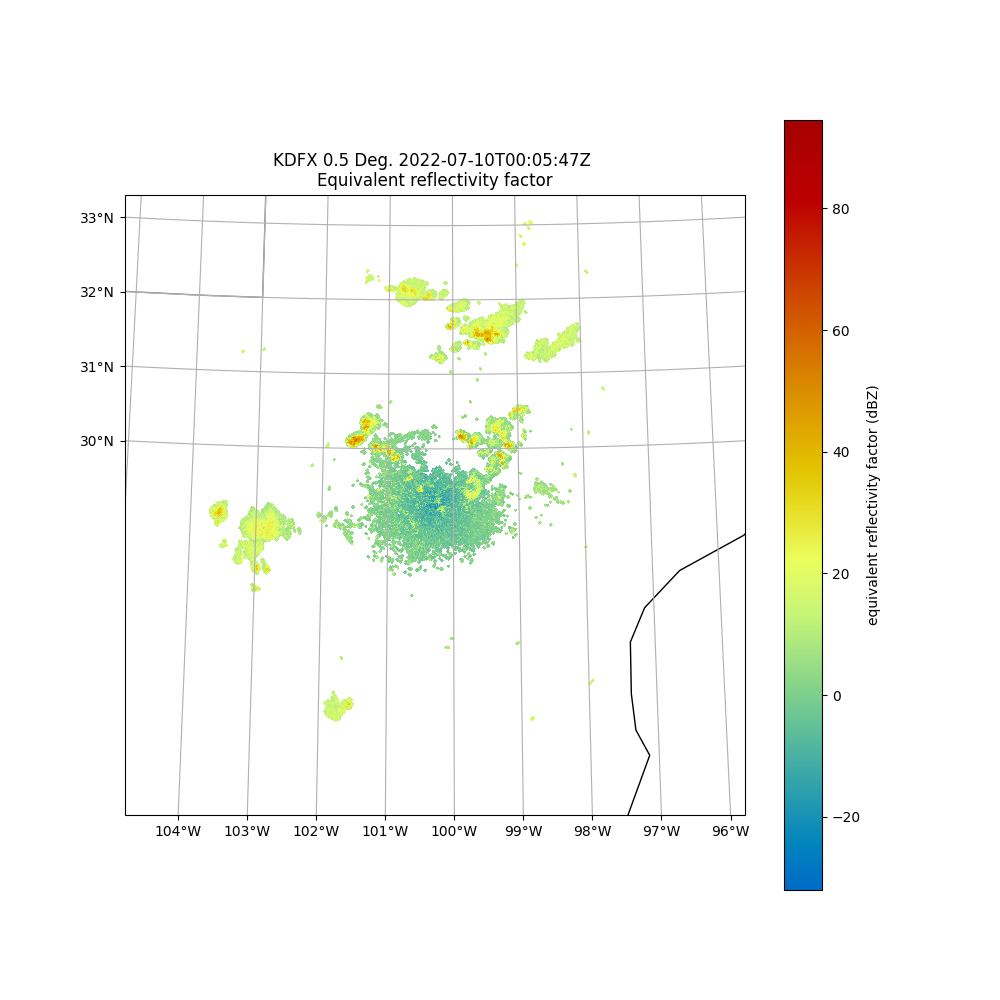 KDFX 0.5 Deg. 2022-07-10T00:05:47Z
Equivalent reflectivity factor
33°N
32°N
31°N
30°N
104°W 103°W 102°W 101°W 100°W 99°W 98°W 97°W 96°W
80
60
40
20
0
−20
equivalent reflectivity factor (dBZ)